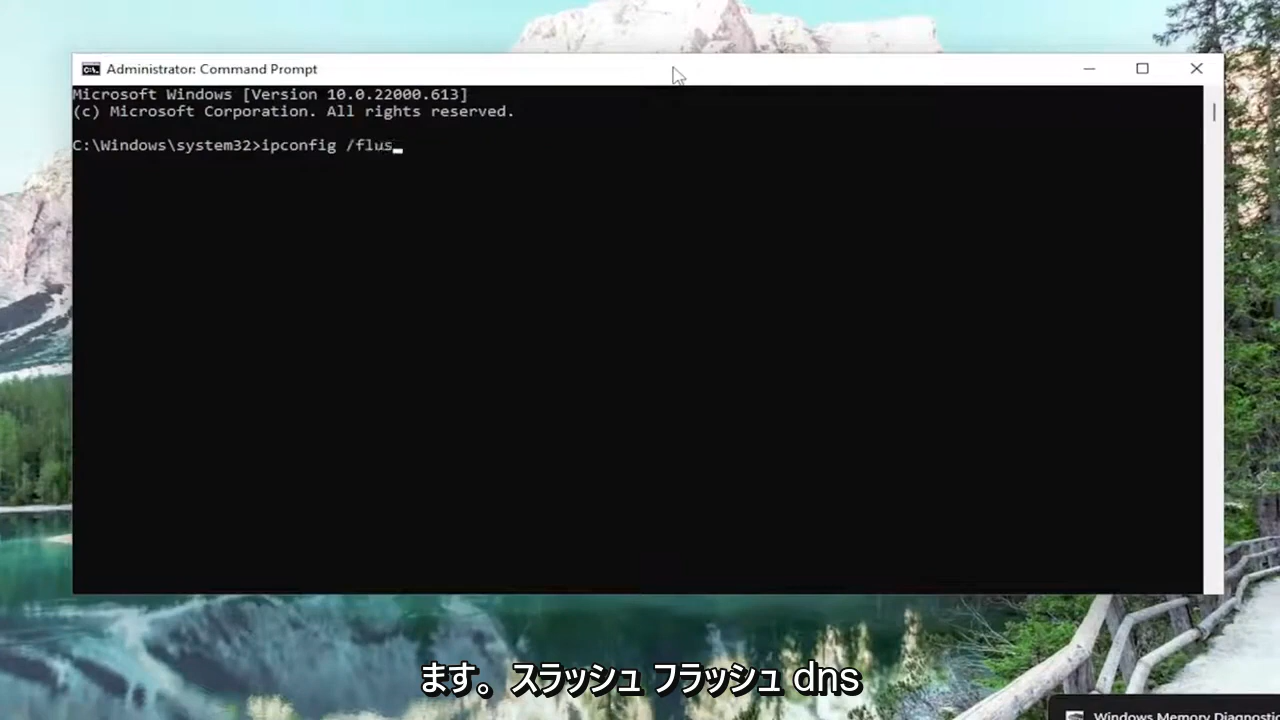 Administrator: Command Prompt
Microsoft Windows [Version 10.0.22000.613]
(c) Microsoft Corporation. All rights reserved.
C:\Windows\system32>ipconfig /flus
ます。スラッシュ フラッシュ dns
Windows Memory Diagnosti